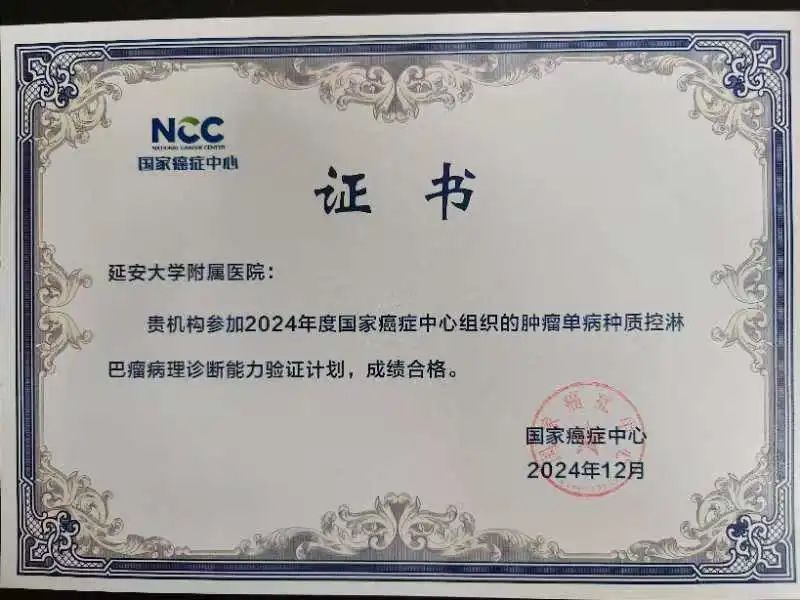 NCC
NATIONAL CANCER CENTER
国家癌症中心
证 书
延安大学附属医院：
贵机构参加2024年度国家癌症中心组织的肿瘤单病种质控淋
巴瘤病理诊断能力验证计划，成绩合格。
国家癌症中心
2024年12月